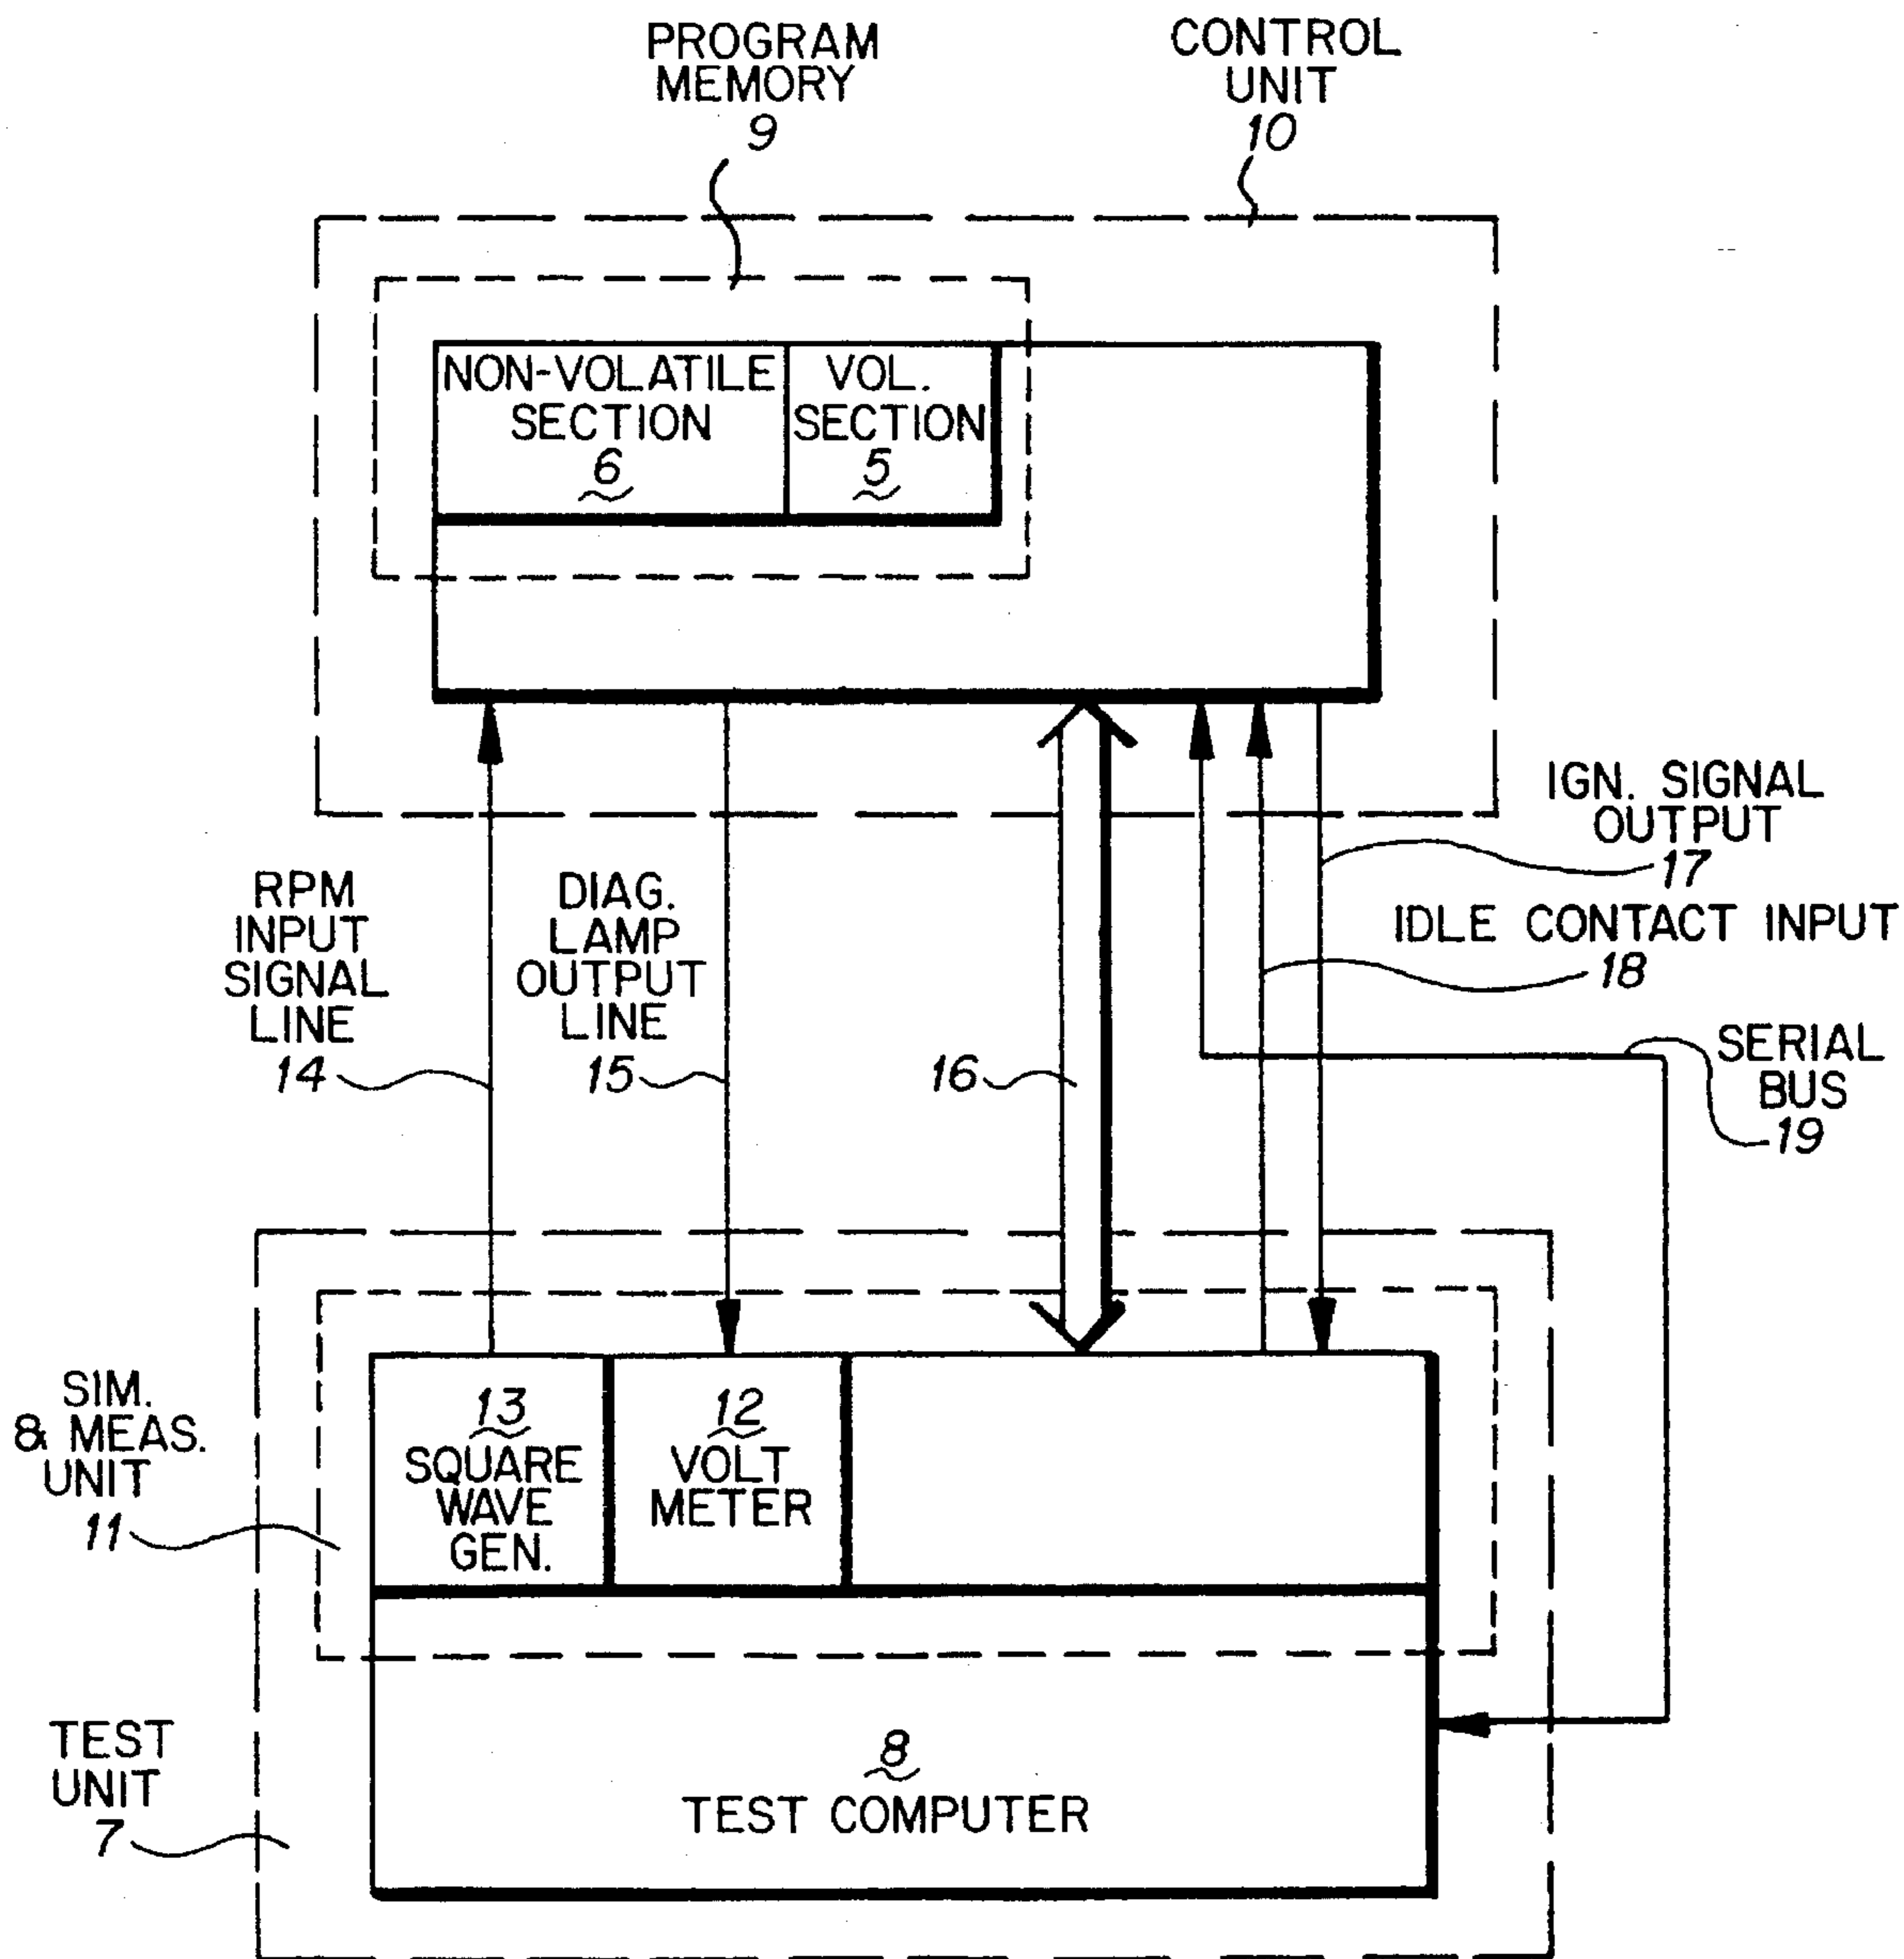 PROGRAM
MEMORY
9
CONTROL
UNIT
10
NON-VOLATILE
SECTION
6
VOL.
SECTION
5
IGN. SIGNAL
OUTPUT
17
RPM
INPUT
SIGNAL
LINE
14
DIAG.
LAMP
OUTPUT
LINE
15
16
IDLE CONTACT INPUT
18
SERIAL
BUS
19
SIM.
& MEAS.
UNIT
11
13
SQUARE
WAVE
GEN.
12
VOLT
METER
TEST
UNIT
7
8
TEST COMPUTER